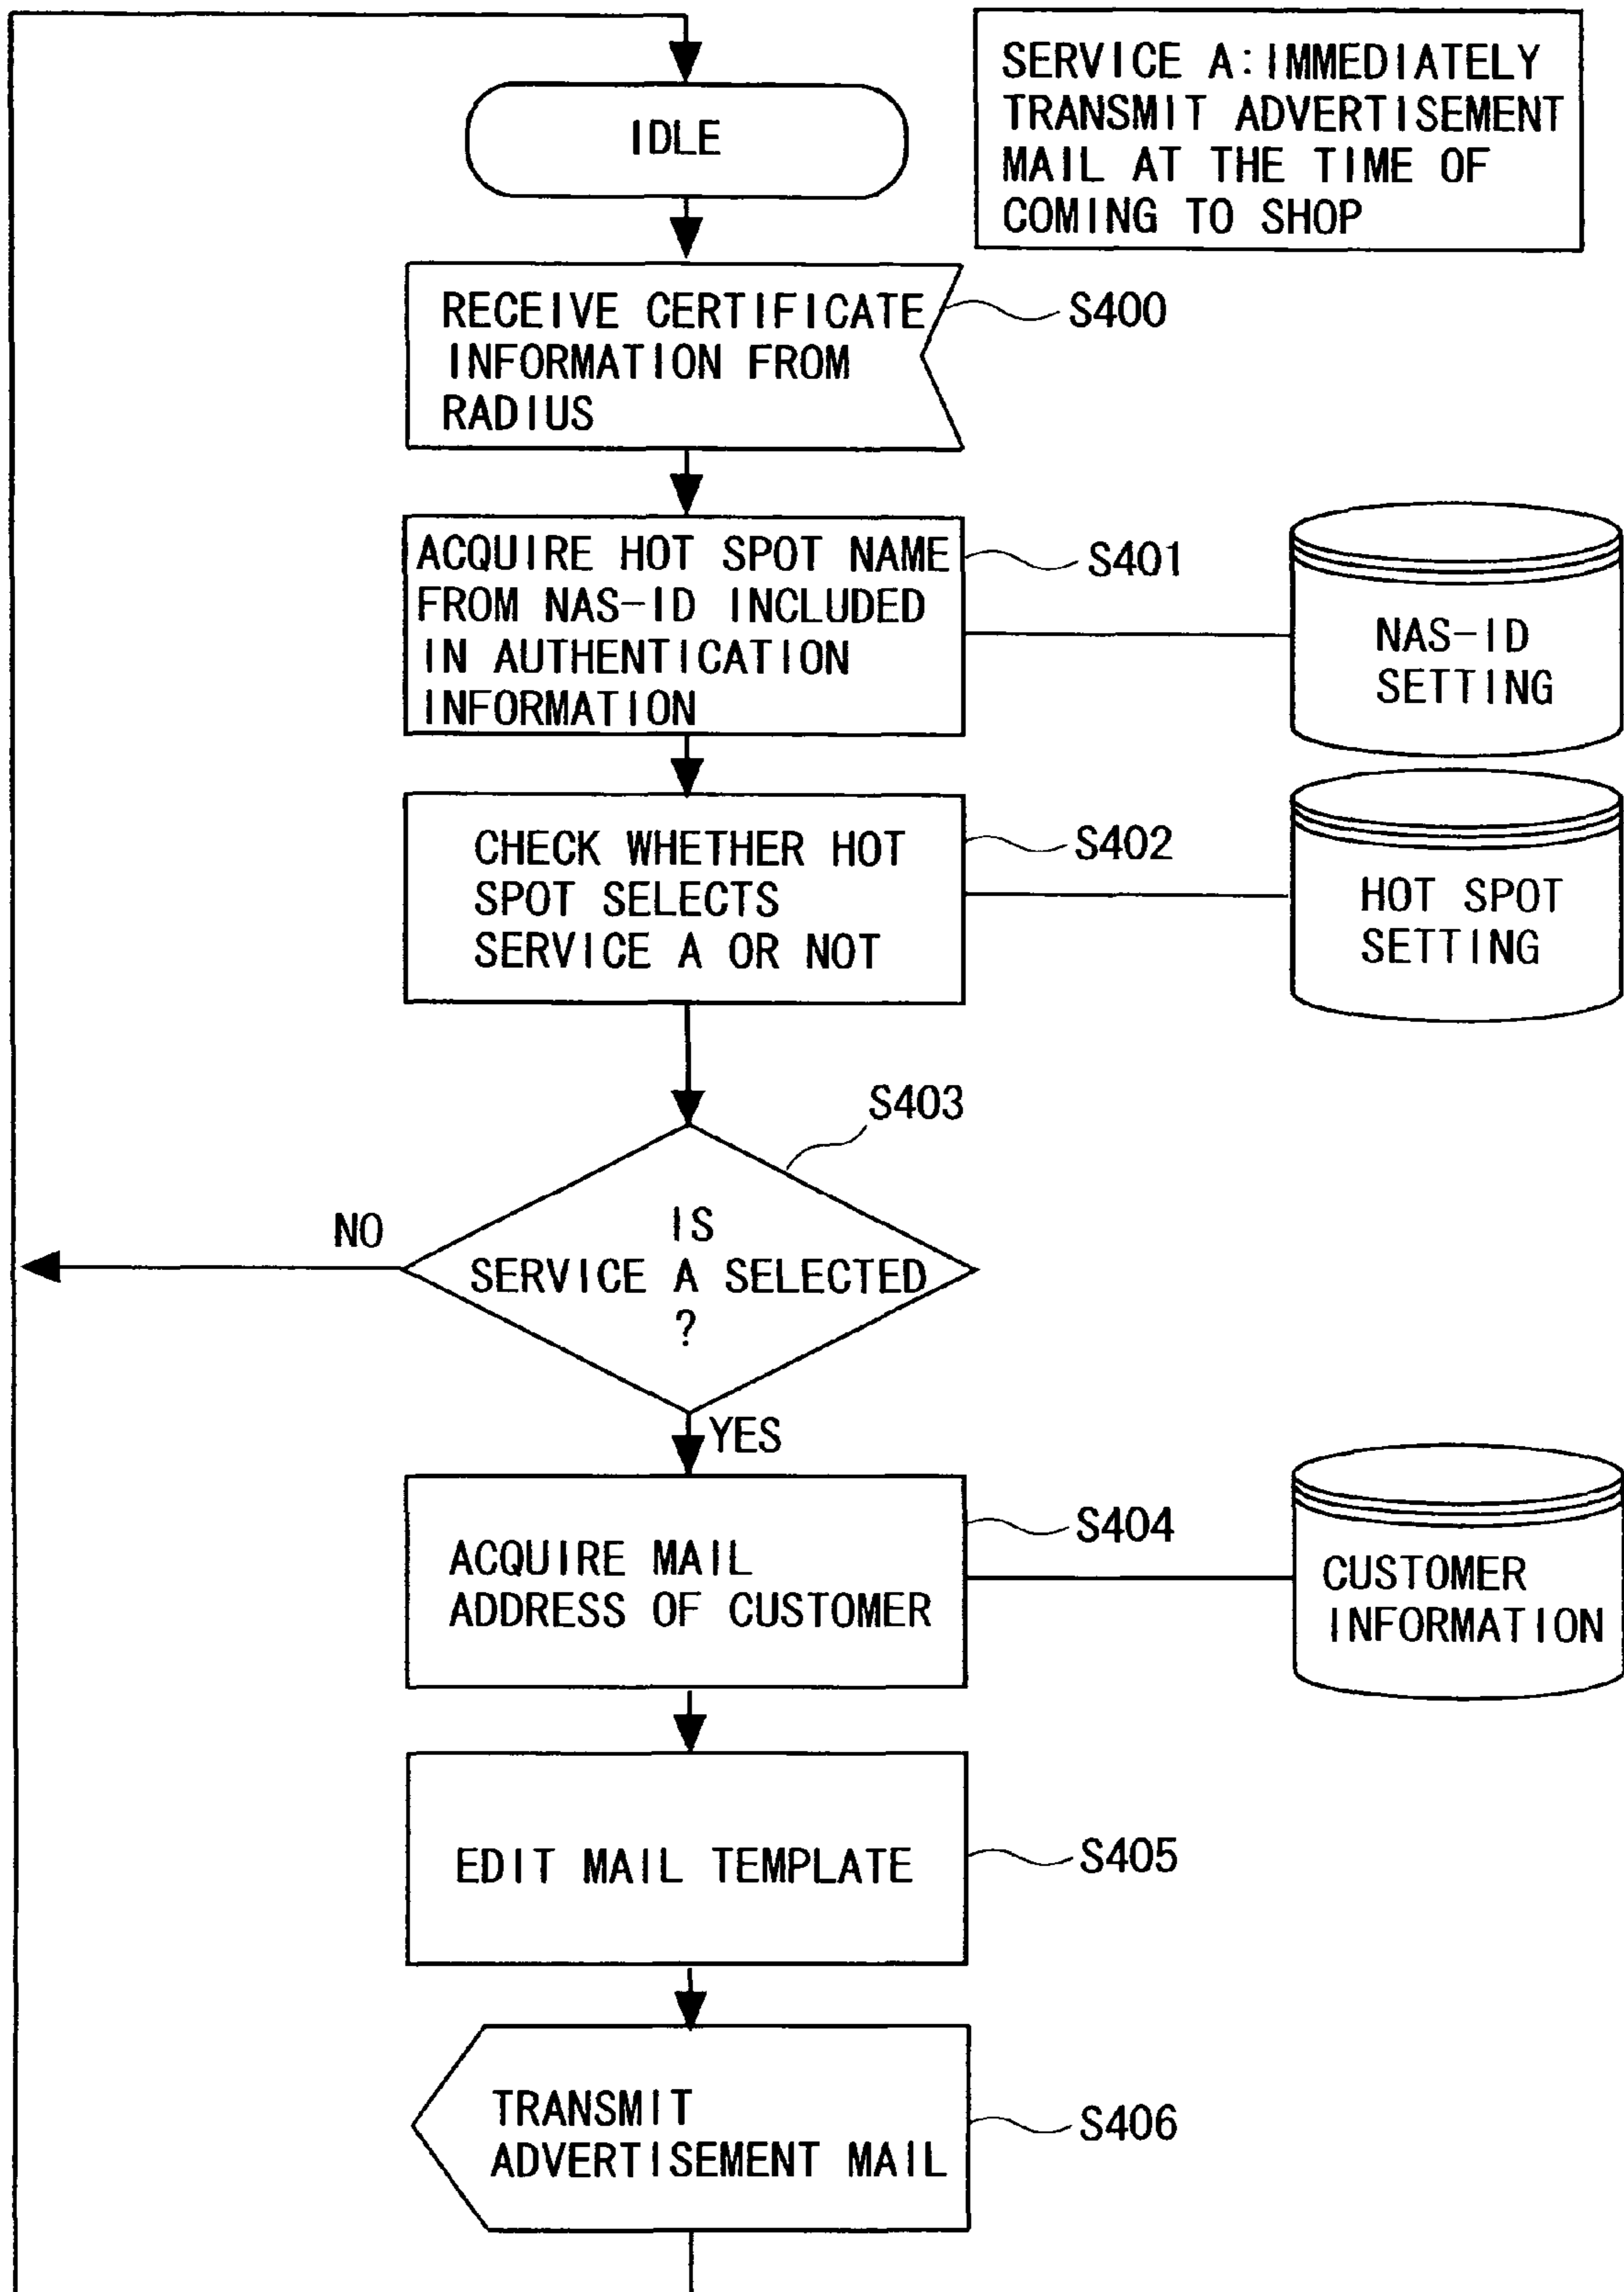 IDLE
SERVICE A:IMMEDIATELY
TRANSMIT ADVERTISEMENT
MAIL AT THE TIME OF
COMING TO SHOP
RECEIVE CERTIFICATE
INFORMATION FROM
RADIUS
S400
ACQUIRE HOT SPOT NAME
FROM NAS-ID INCLUDED
IN AUTHENTICATION
INFORMATION
S401
NAS-ID
SETTING
CHECK WHETHER HOT
SPOT SELECTS
SERVICE A OR NOT
S402
HOT SPOT
SETTING
S403
IS
SERVICE A SELECTED
?
NO
YES
ACQUIRE MAIL
ADDRESS OF CUSTOMER
S404
CUSTOMER
INFORMATION
EDIT MAIL TEMPLATE
S405
TRANSMIT
ADVERTISEMENT MAIL
S406